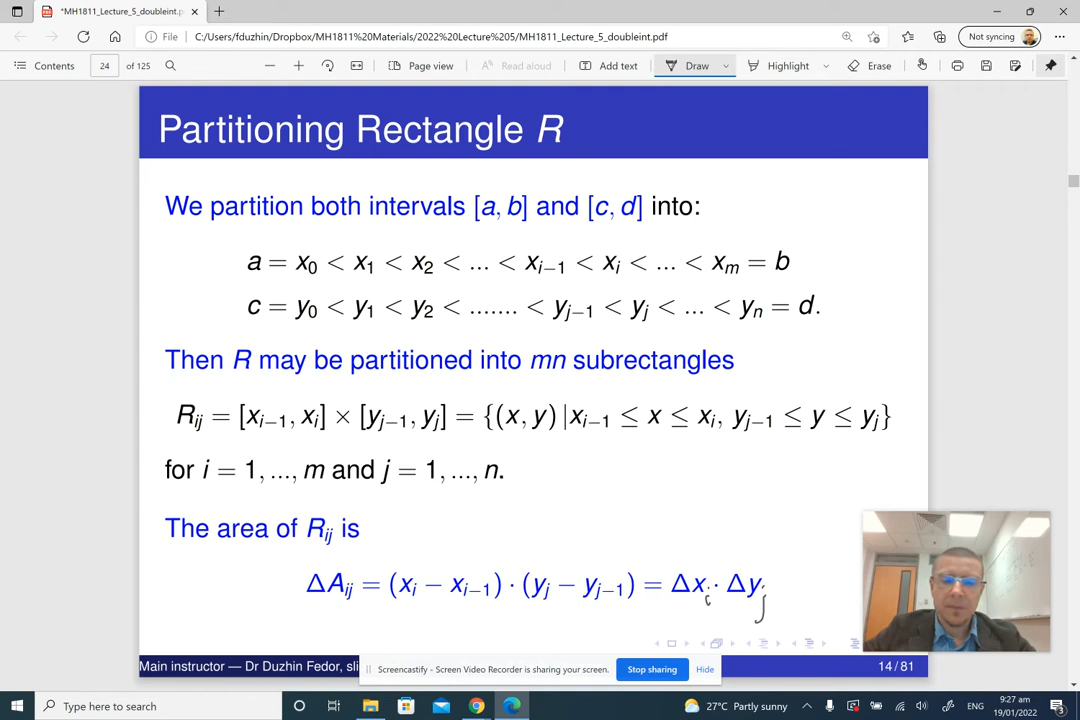 *MH1811_Lecture_5_doubleint.p
File
C:/Users/fduzhin/Dropbox/MH1811%20Materials/2022%20Lecture%205/MH1811_Lecture_5_doubleint.pdf
Not syncing
Contents
24
of 125
Page view
Read aloud
Add text
Draw
Highlight
Erase
Partitioning Rectangle R
We partition both intervals [a, b] and [c, d] into:
a = x₀ < x₁ < x₂ < ... < xᵢ₋₁ < xᵢ < ... < xₘ = b
c = y₀ < y₁ < y₂ < ....... < yⱼ₋₁ < yⱼ < ... < yₙ = d.
Then R may be partitioned into mn subrectangles
Rᵢⱼ = [xᵢ₋₁, xᵢ] × [yⱼ₋₁, yⱼ] = {(x, y) |xᵢ₋₁ ≤ x ≤ xᵢ, yⱼ₋₁ ≤ y ≤ yⱼ}
for i = 1, ..., m and j = 1, ..., n.
The area of Rᵢⱼ is
ΔAᵢⱼ = (xᵢ − xᵢ₋₁) · (yⱼ − yⱼ₋₁) = Δxᵢ · Δyⱼ
Main instructor — Dr Duzhin Fedor, sli
14 / 81
Screencastify - Screen Video Recorder is sharing your screen.
Stop sharing
Hide
Type here to search
27°C Partly sunny
9:27 am
19/01/2022
3